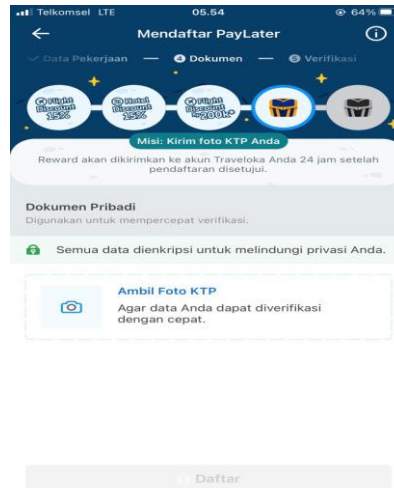 Telkomsel LTE 05.54 64%
Mendaftar PayLater
Data Pekerjaan — 4 Dokumen — 5 Verifikasi
Flight Discount 15%
Hotel Discount 15%
Flight Discount Rp200k*
Misi: Kirim foto KTP Anda
Reward akan dikirimkan ke akun Traveloka Anda 24 jam setelah
pendaftaran disetujui.
Dokumen Pribadi
Digunakan untuk mempercepat verifikasi.
Semua data dienkripsi untuk melindungi privasi Anda.
Ambil Foto KTP
Agar data Anda dapat diverifikasi
dengan cepat.
Daftar